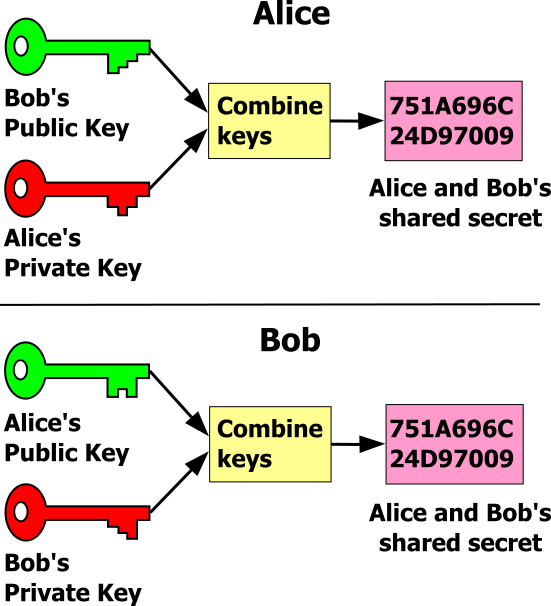 Alice
Bob's
Public Key
Combine
keys
751A696C
24D97009
Alice and Bob's
shared secret
Alice's
Private Key
Bob
Alice's
Public Key
Combine
keys
751A696C
24D97009
Alice and Bob's
shared secret
Bob's
Private Key